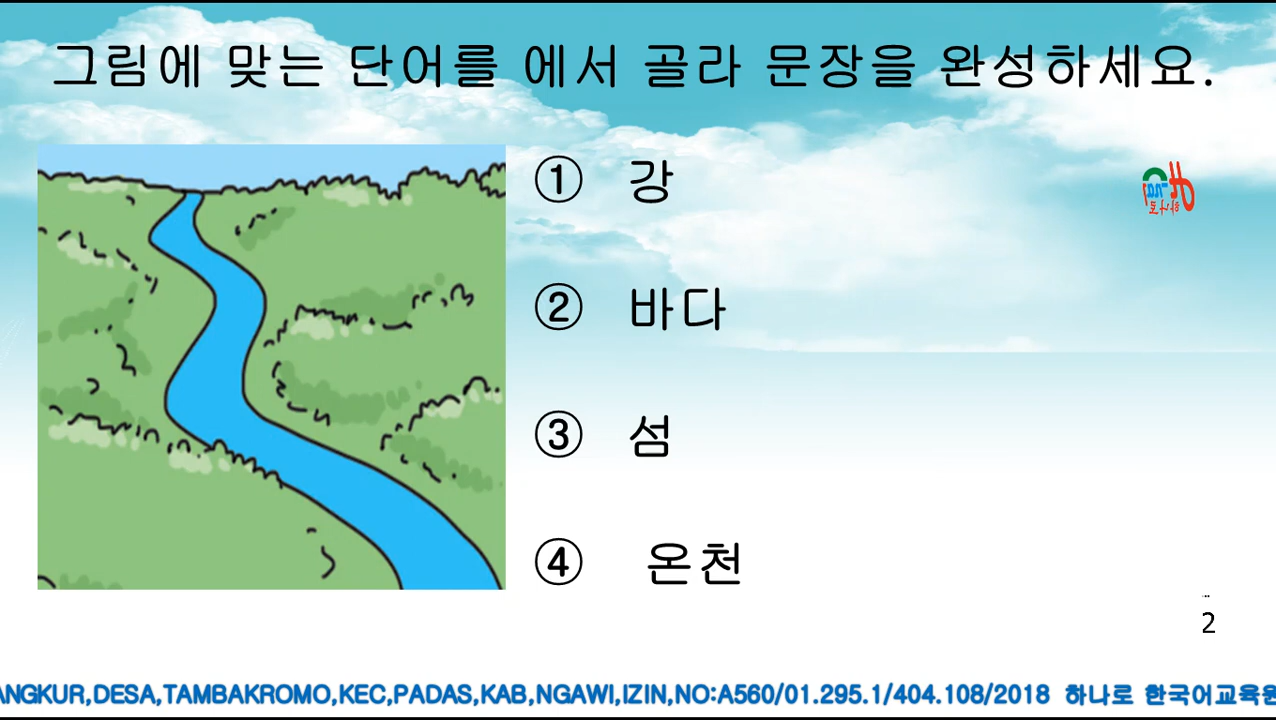 그림에 맞는 단어를 에서 골라 문장을 완성하세요.
① 강
② 바다
③ 섬
④ 온천
2
ANGKUR,DESA,TAMBAKROMO,KEC,PADAS,KAB,NGAWI,IZIN,NO:A560/01.295.1/404.108/2018 하나로 한국어교육원